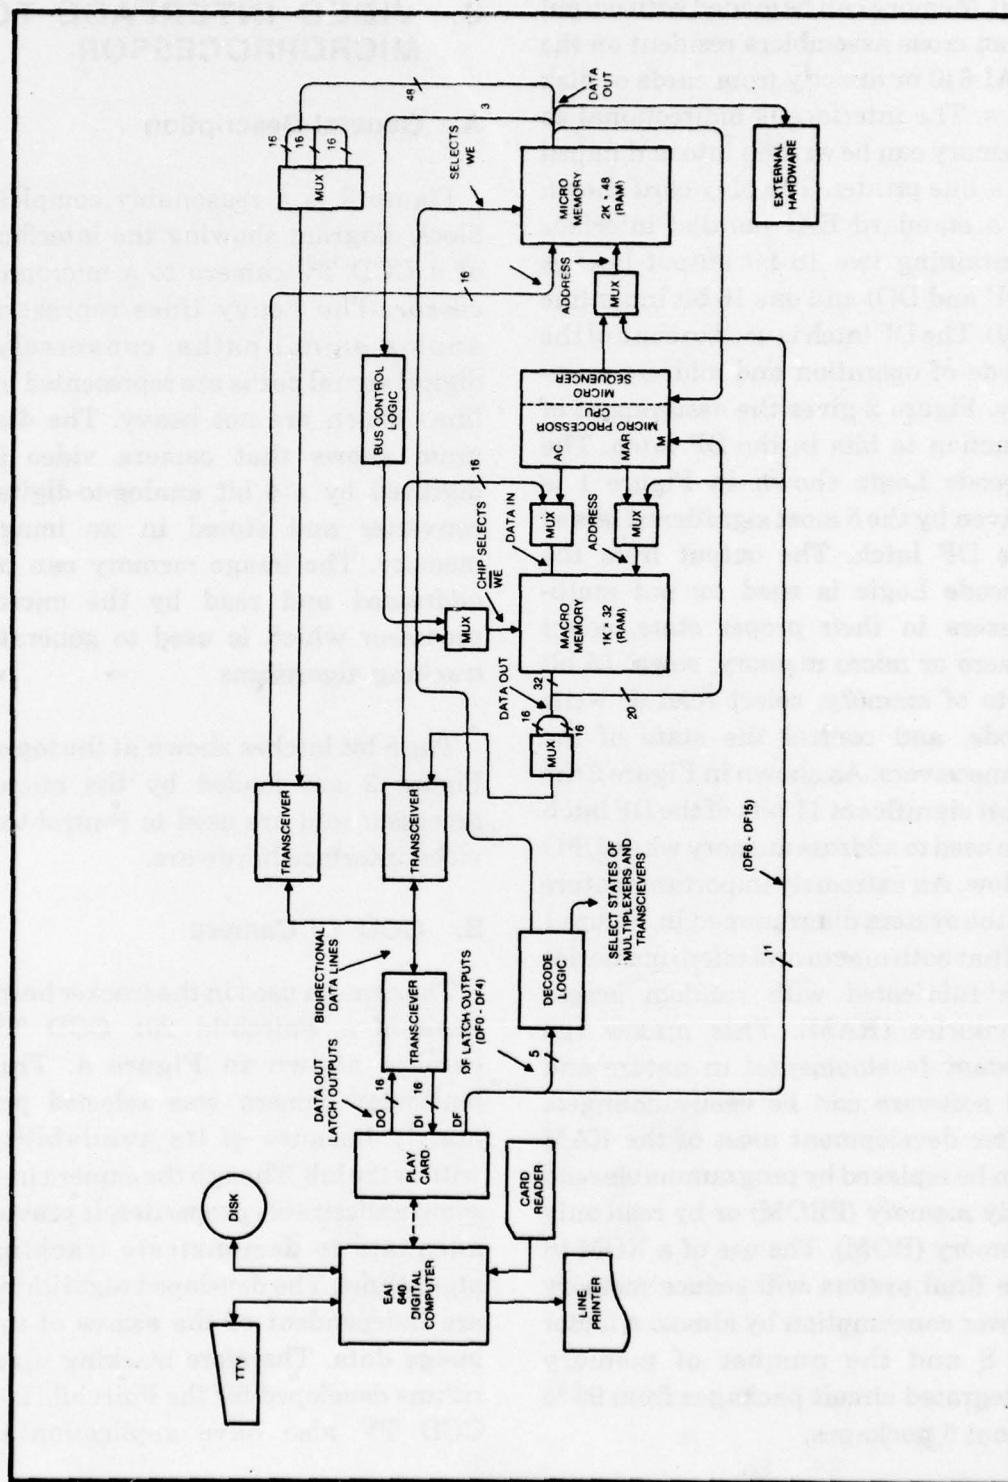 TTY
DISK
EAI
640
DIGITAL
COMPUTER
LINE
PRINTER
CARD
READER
PLAY
CARD
DO
DI
DF
16
16
DATA OUT
LATCH OUTPUTS
TRANSCIEVER
BIDIRECTIONAL
DATA LINES
DF LATCH OUTPUTS
(DF0 - DF4)
5
DECODE
LOGIC
SELECT STATES OF
MULTIPLEXERS AND
TRANSCIEVERS
TRANSCEIVER
TRANSCEIVER
(DF6 - DF15)
11
MUX
16
16
DATA OUT
32
20
MACRO
MEMORY
1K × 32
(RAM)
MUX
CHIP SELECTS
WE
DATA IN
MUX
ADDRESS
MUX
16
AC
MAR
M
MICRO PROCESSOR
CPU
MICRO
SEQUENCER
BUS CONTROL
LOGIC
ADDRESS
MUX
16
MICRO
MEMORY
2K × 48
(RAM)
SELECTS
WE
3
MUX
16
16
16
48
DATA
OUT
EXTERNAL
HARDWARE